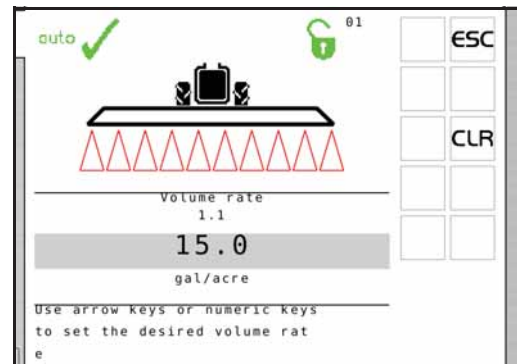 auto
01
ESC
CLR
Volume rate
1.1
15.0
gal/acre
Use arrow keys or numeric keys
to set the desired volume rat
e